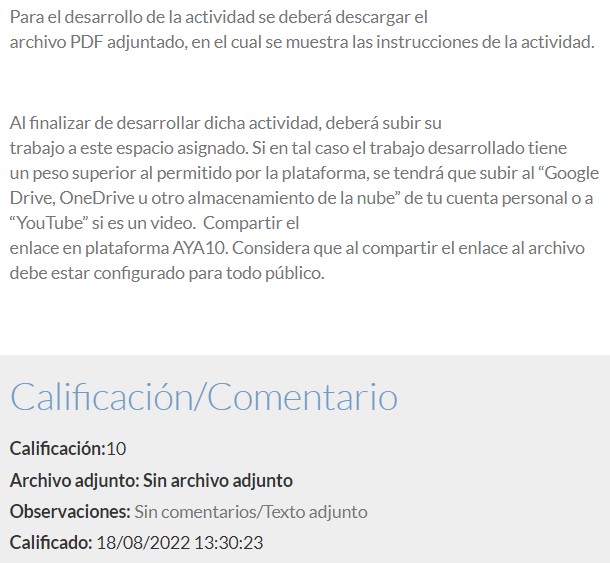 Para el desarrollo de la actividad se deberá descargar el
archivo PDF adjuntado, en el cual se muestra las instrucciones de la actividad.
Al finalizar de desarrollar dicha actividad, deberá subir su
trabajo a este espacio asignado. Si en tal caso el trabajo desarrollado tiene
un peso superior al permitido por la plataforma, se tendrá que subir al “Google
Drive, OneDrive u otro almacenamiento de la nube” de tu cuenta personal o a
“YouTube” si es un video.  Compartir el
enlace en plataforma AYA10. Considera que al compartir el enlace al archivo
debe estar configurado para todo público.
Calificación/Comentario
Calificación:10
Archivo adjunto: Sin archivo adjunto
Observaciones: Sin comentarios/Texto adjunto
Calificado: 18/08/2022 13:30:23